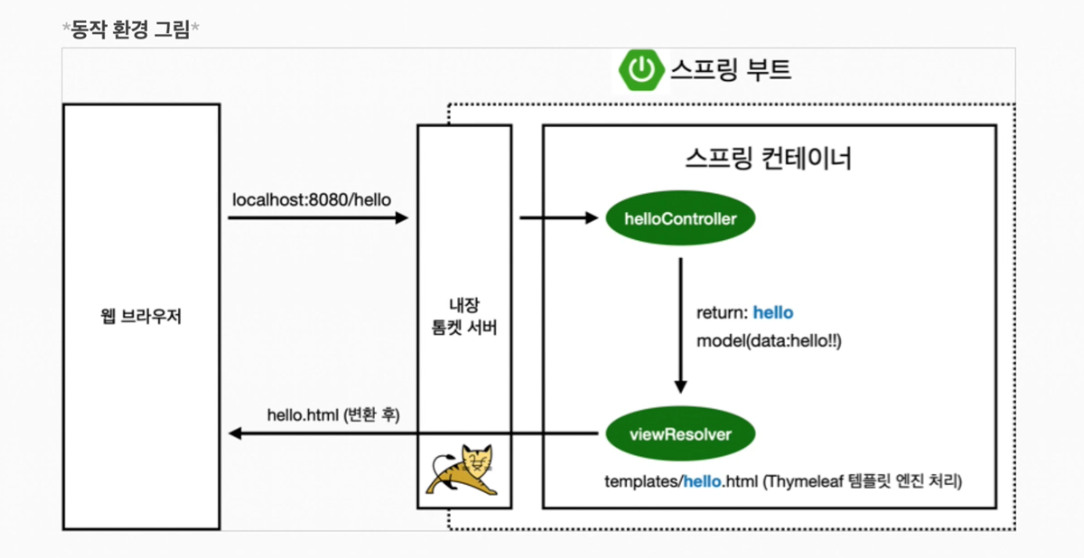 *동작 환경 그림*
스프링 부트
스프링 컨테이너
localhost:8080/hello
helloController
웹 브라우저
내장
톰켓 서버
return: hello
model(data:hello!!)
hello.html (변환 후)
viewResolver
templates/hello.html (Thymeleaf 템플릿 엔진 처리)